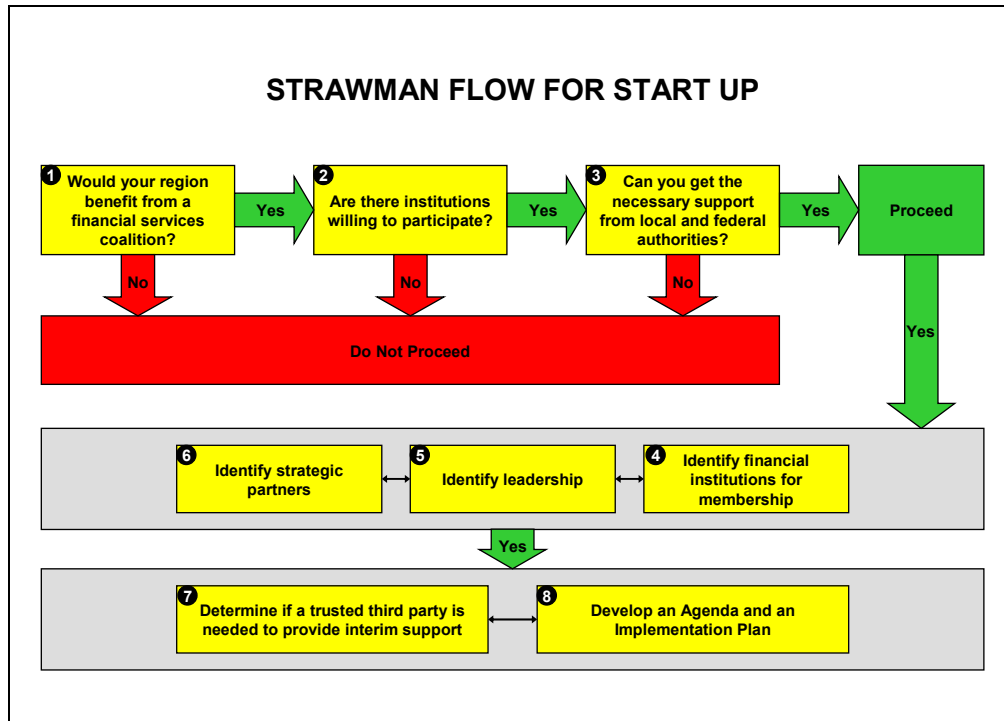 STRAWMAN FLOW FOR START UP
1
Would your region
benefit from a
financial services
coalition?
Yes
2
Are there institutions
willing to participate?
Yes
3
Can you get the
necessary support
from local and federal
authorities?
Yes
Proceed
No
No
No
Do Not Proceed
Yes
6
Identify strategic
partners
5
Identify leadership
4
Identify financial
institutions for
membership
Yes
7
Determine if a trusted third party is
needed to provide interim support
8
Develop an Agenda and an
Implementation Plan